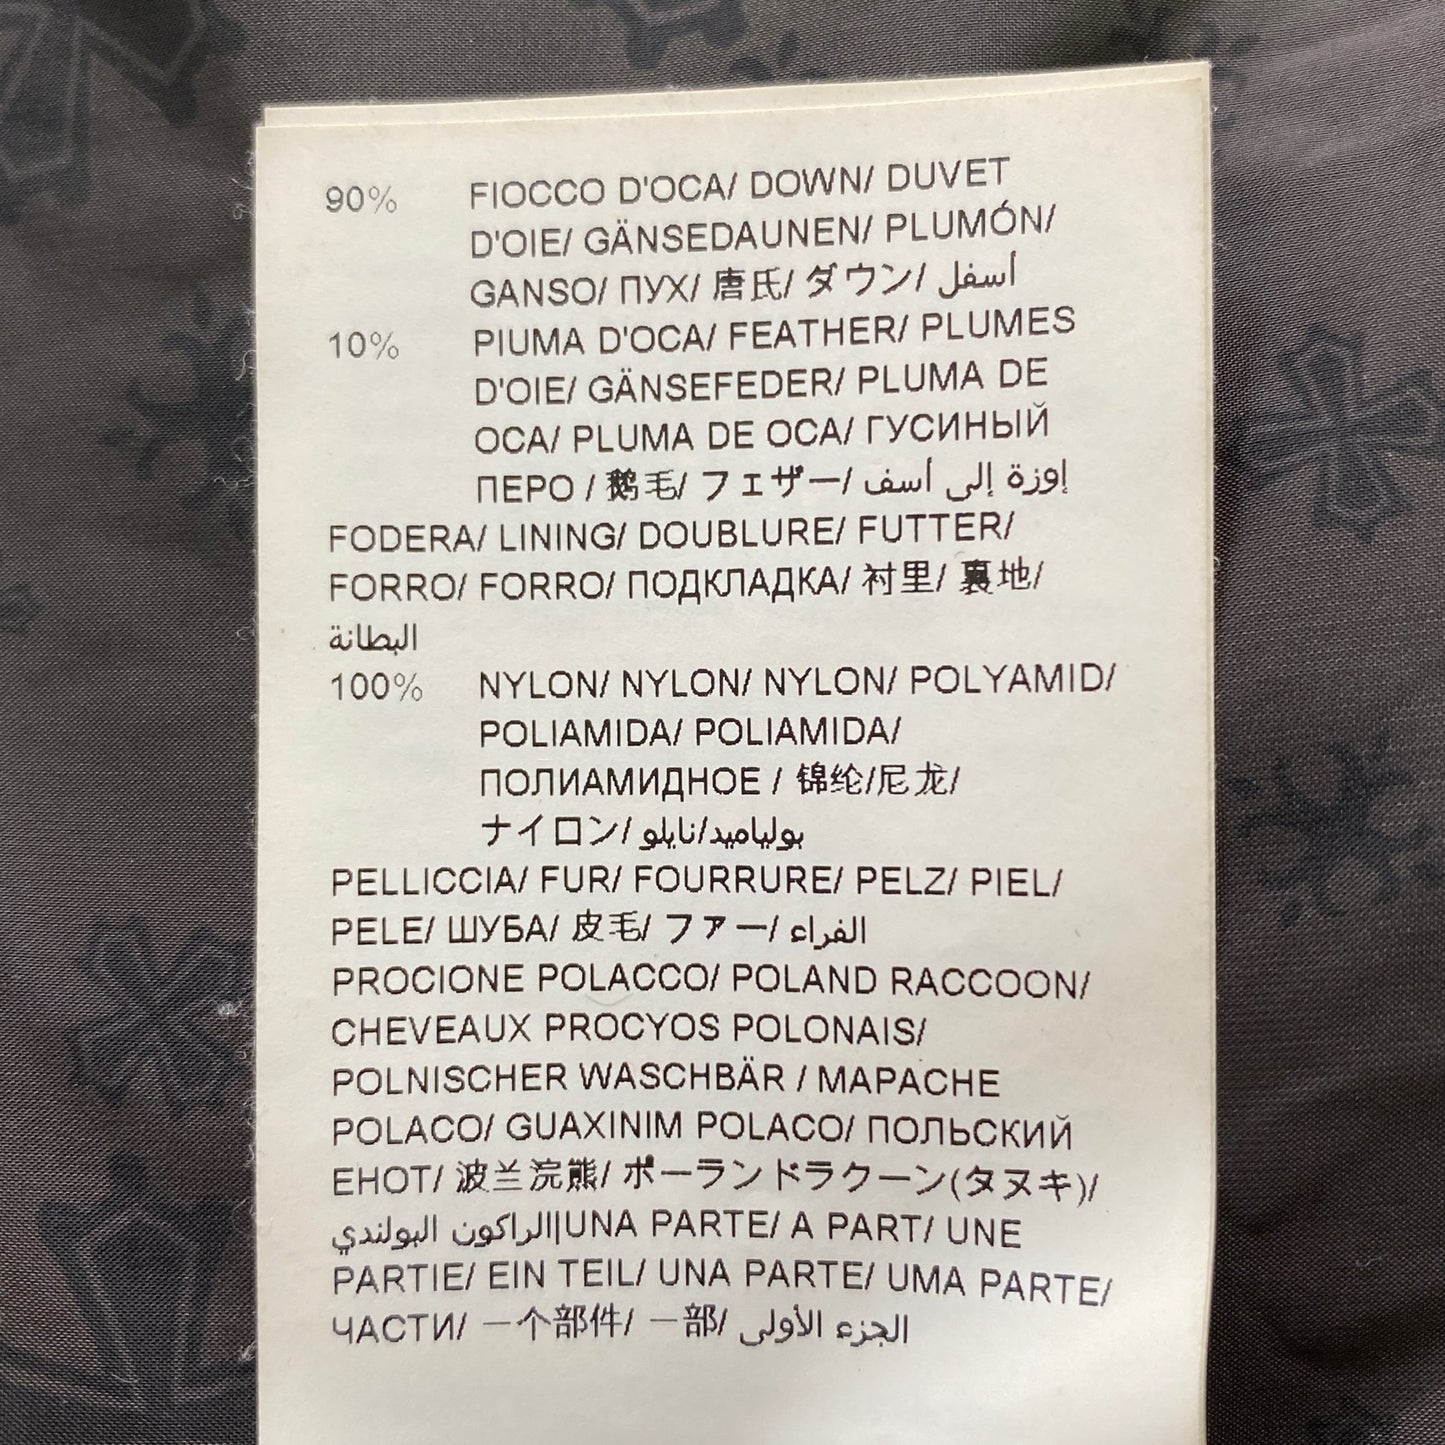 90% FIOCCO D'OCA/ DOWN/ DUVET
D'OIE/ GÄNSEDAUNEN/ PLUMÓN/
GANSO/ ПУХ/ 唐氏/ ダウン/ أسفل
10% PIUMA D'OCA/ FEATHER/ PLUMES
D'OIE/ GÄNSEFEDER/ PLUMA DE
OCA/ PLUMA DE OCA/ ГУСИНЫЙ
ПЕРО / 鹅毛/ フェザー/ إوزة إلى أسف
FODERA/ LINING/ DOUBLURE/ FUTTER/
FORRO/ FORRO/ ПОДКЛАДКА/ 衬里/ 裏地/
البطانة
100% NYLON/ NYLON/ NYLON/ POLYAMID/
POLIAMIDA/ POLIAMIDA/
ПОЛИАМИДНОЕ / 锦纶/尼龙/
ナイロン/ بولياميد/نايلو
PELLICCIA/ FUR/ FOURRURE/ PELZ/ PIEL/
PELE/ ШУБА/ 皮毛/ ファー/ الفراء
PROCIONE POLACCO/ POLAND RACCOON/
CHEVEAUX PROCYOS POLONAIS/
POLNISCHER WASCHBÄR / MAPACHE
POLACO/ GUAXINIM POLACO/ ПОЛЬСКИЙ
ЕНОТ/ 波兰浣熊/ ポーランドラクーン(タヌキ)/
الراكون البولندي|UNA PARTE/ A PART/ UNE
PARTIE/ EIN TEIL/ UNA PARTE/ UMA PARTE/
ЧАСТИ/ 一个部件/ 一部/ الجزء الأولى